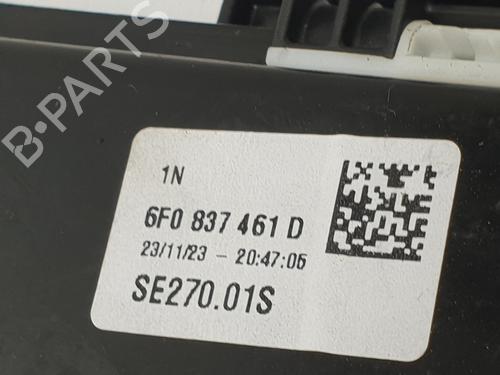 B-PARTS
1N
6F0 837 461 D
23/11/23 - 20:47:05
SE270.01S